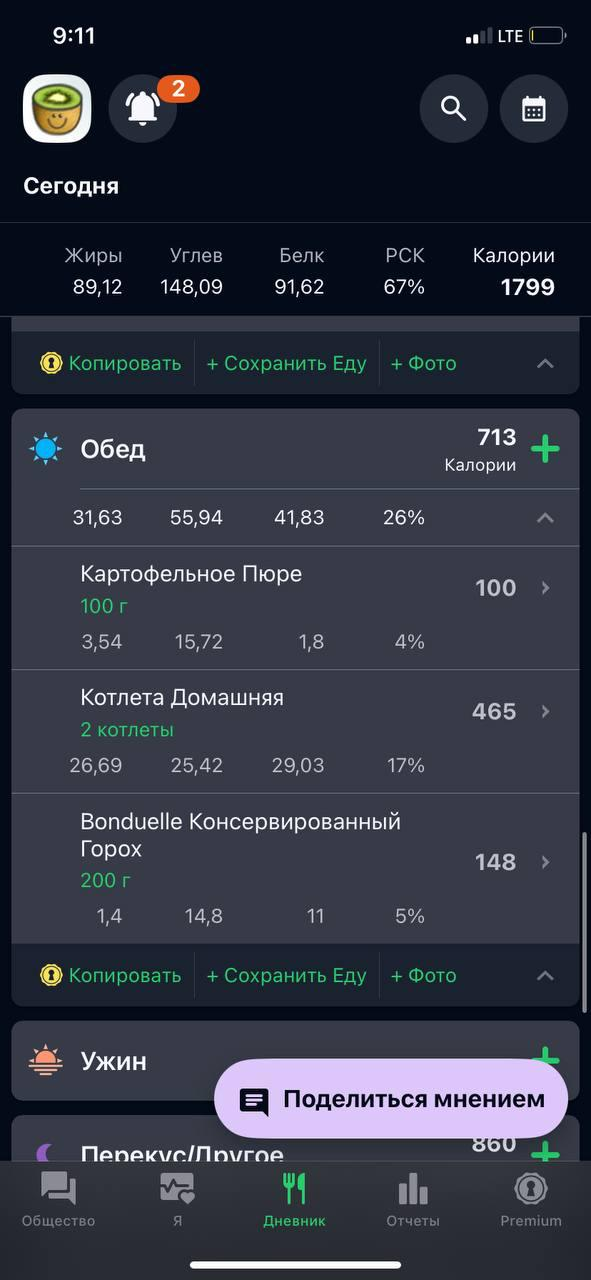 9:11 LTE
2
Сегодня
Жиры Углев Белк РСК Калории
89,12 148,09 91,62 67% 1799
Копировать + Сохранить Еду + Фото
Обед 713
Калории
31,63 55,94 41,83 26%
Картофельное Пюре 100
100 г
3,54 15,72 1,8 4%
Котлета Домашняя 465
2 котлеты
26,69 25,42 29,03 17%
Bonduelle Консервированный
Горох 148
200 г
1,4 14,8 11 5%
Копировать + Сохранить Еду + Фото
Ужин
Поделиться мнением
Перекус/Другое 860
Общество Я Дневник Отчеты Premium